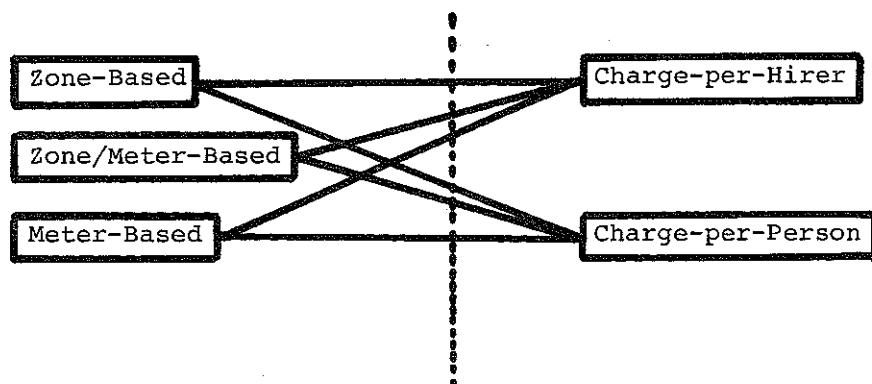 Zone-Based
Charge-per-Hirer
Zone/Meter-Based
Meter-Based
Charge-per-Person